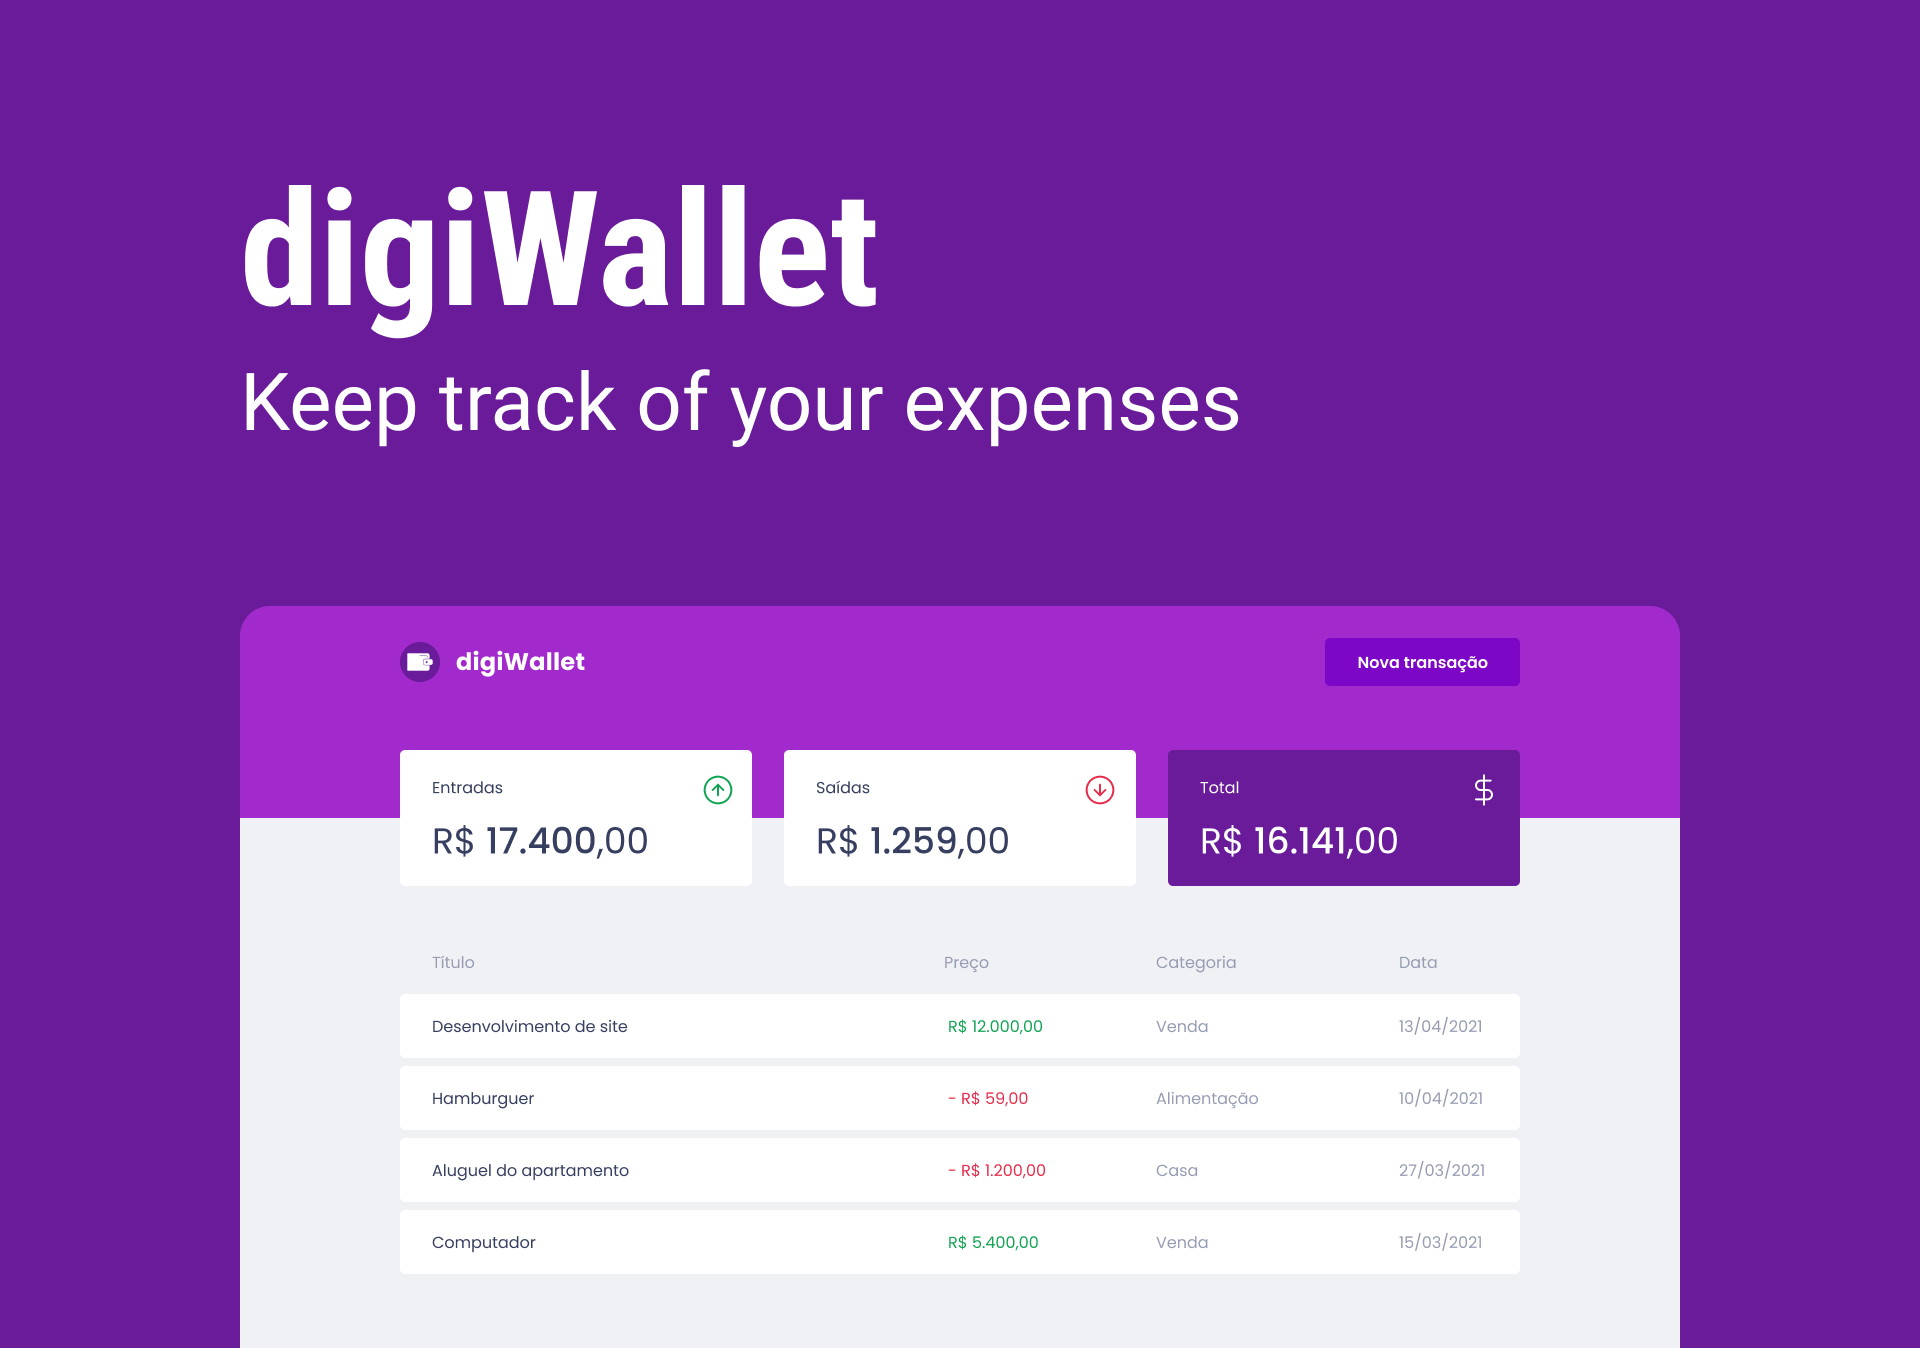 digiWallet
Keep track of your expenses
digiWallet
Nova transação
Entradas
R$ 17.400,00
Saídas
R$ 1.259,00
Total
R$ 16.141,00
Título Preço Categoria Data
Desenvolvimento de site R$ 12.000,00 Venda 13/04/2021
Hamburguer - R$ 59,00 Alimentação 10/04/2021
Aluguel do apartamento - R$ 1.200,00 Casa 27/03/2021
Computador R$ 5.400,00 Venda 15/03/2021